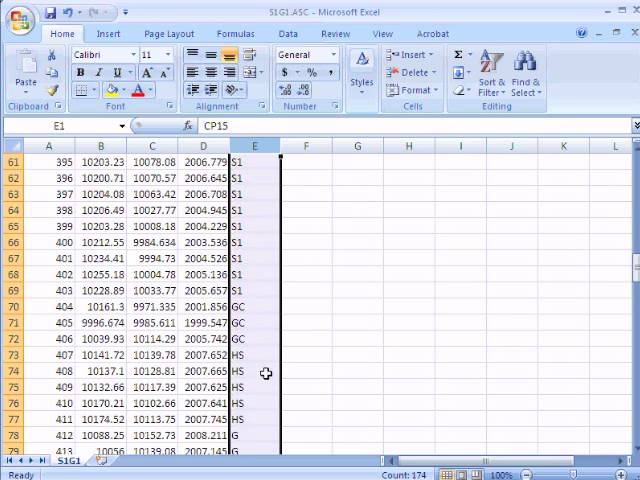 S1G1.ASC - Microsoft Excel
Home Insert Page Layout Formulas Data Review View Acrobat
Paste Calibri 11 General Styles Insert Delete Format Sort & Filter Find & Select
B I U A A A $ % , Σ
Clipboard Font Alignment Number Cells Editing
E1 fx CP15
A B C D E F G H I J K L
61 395 10203.23 10078.08 2006.779 S1
62 396 10200.71 10070.57 2006.645 S1
63 397 10204.08 10063.42 2006.708 S1
64 398 10206.49 10027.77 2004.945 S1
65 399 10203.28 10008.18 2004.229 S1
66 400 10212.55 9984.634 2003.536 S1
67 401 10234.41 9994.73 2004.526 S1
68 402 10255.18 10004.78 2005.136 S1
69 403 10228.89 10033.77 2005.657 S1
70 404 10161.3 9971.335 2001.856 GC
71 405 9996.674 9985.611 1999.547 GC
72 406 10039.93 10114.29 2005.742 GC
73 407 10141.72 10139.78 2007.652 HS
74 408 10137.1 10128.81 2007.665 HS
75 409 10132.66 10117.39 2007.625 HS
76 410 10170.21 10102.66 2007.641 HS
77 411 10174.52 10113.75 2007.745 HS
78 412 10088.25 10152.73 2008.211 G
79 413 10056 10139.08 2007.145 G
S1G1
Ready Count: 174 100%